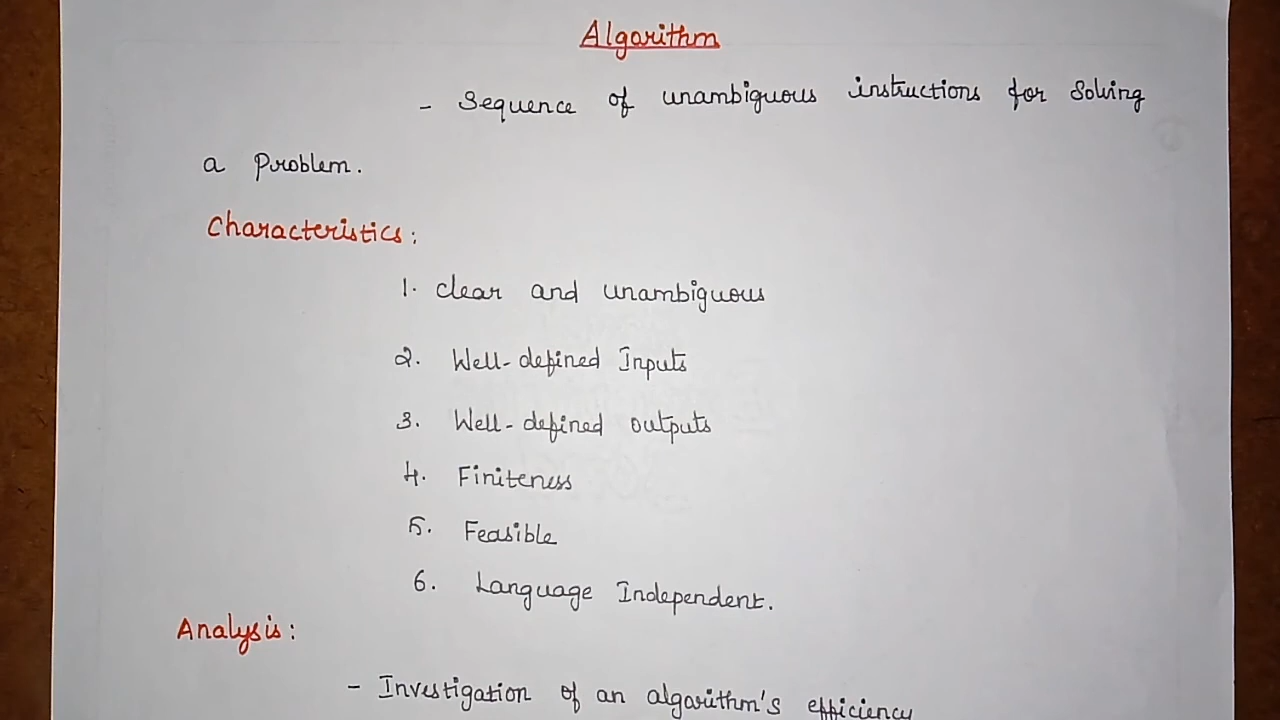 Algorithm
- Sequence of unambiguous instructions for Solving
a Problem.
Characteristics:
1. Clear and unambiguous
2. Well-defined Inputs
3. Well-defined outputs
4. Finiteness
5. Feasible
6. Language Independent.
Analysis:
- Investigation of an algorithm's efficiency